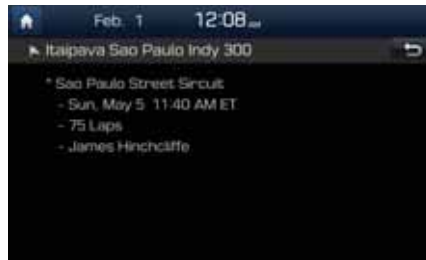 Feb. 1 12:08 AM
Itaipava Sao Paulo Indy 300
* Sao Paulo Street Sircuit
- Sun, May 5 11:40 AM ET
- 75 Laps
- James Hinchcliffe